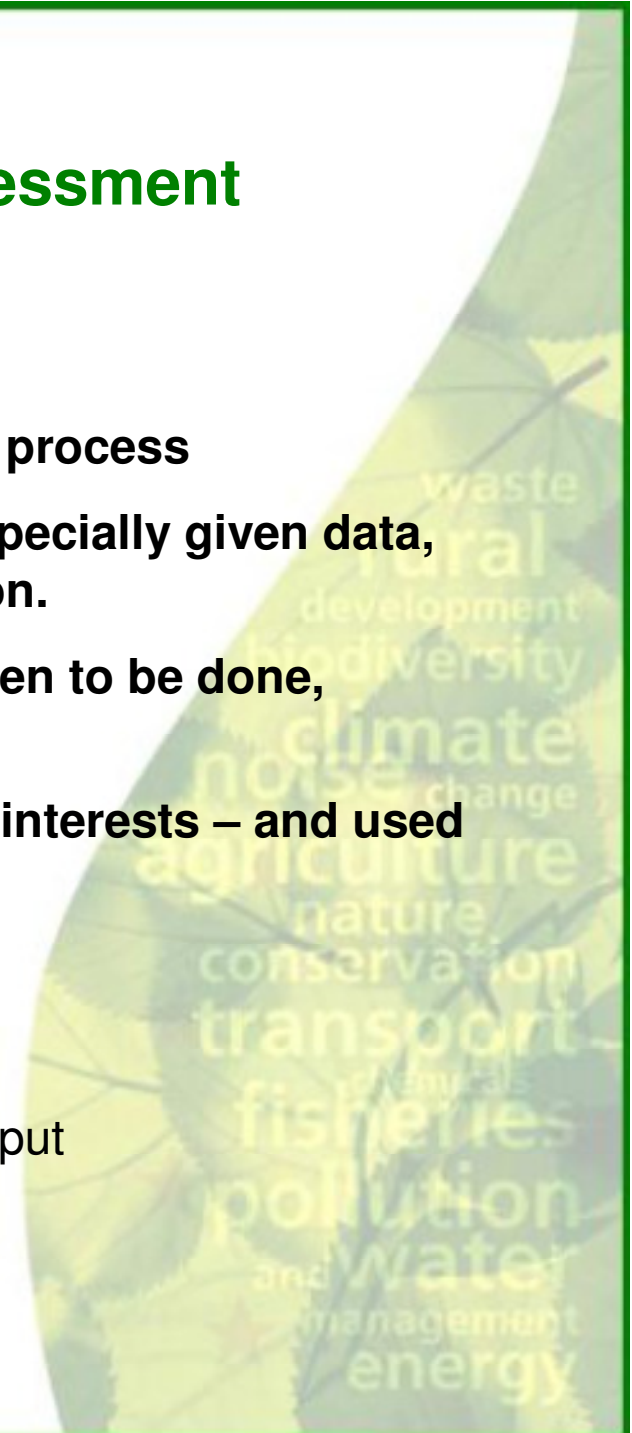 essment
process
pecially given data,
on.
en to be done,
interests – and used
put
waste
rural
development
biodiversity
climate
noise
change
agriculture
nature
conservation
transport
chemicals
fisheries
pollution
and water
management
energy